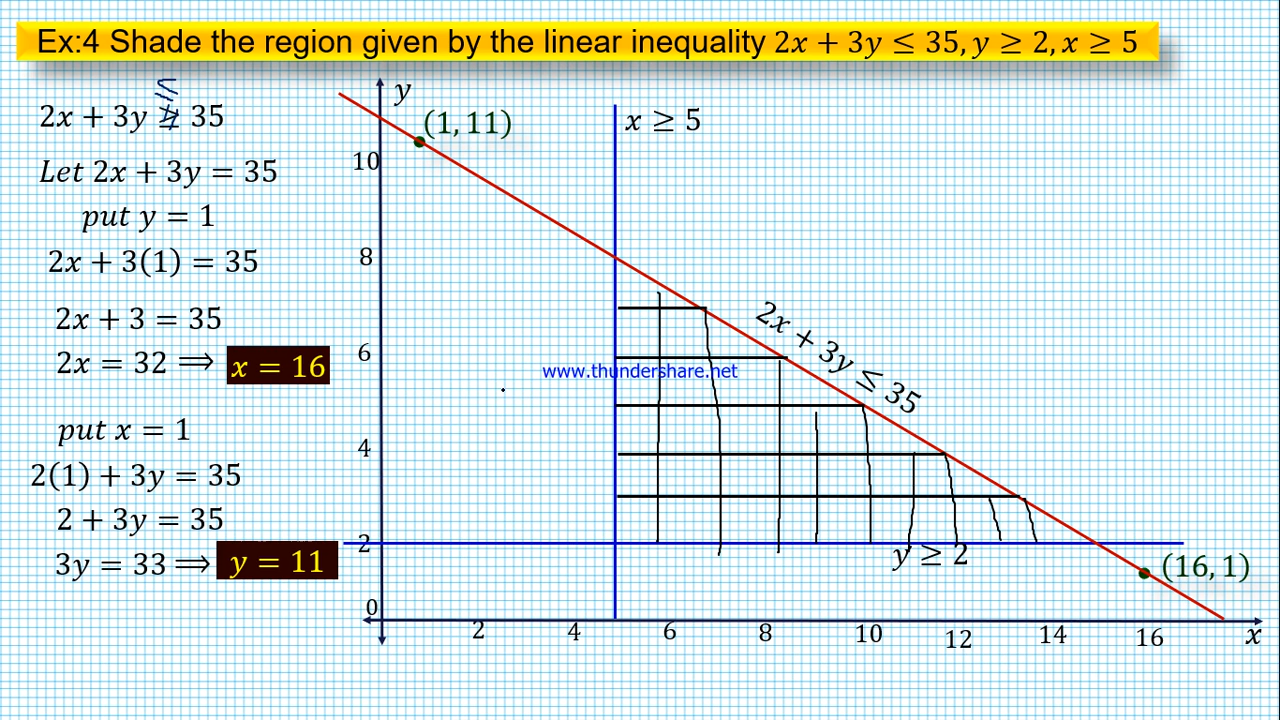 Ex:4 Shade the region given by the linear inequality 2x + 3y ≤ 35, y ≥ 2, x ≥ 5
2x + 3y ≤ 35
Let 2x + 3y = 35
put y = 1
2x + 3(1) = 35
2x + 3 = 35
2x = 32 ⟹ x = 16
put x = 1
2(1) + 3y = 35
2 + 3y = 35
3y = 33 ⟹ y = 11
y
(1, 11)
x ≥ 5
10
8
6
4
2
0
2x + 3y ≤ 35
www.thundershare.net
y ≥ 2
(16, 1)
2 4 6 8 10 12 14 16 x